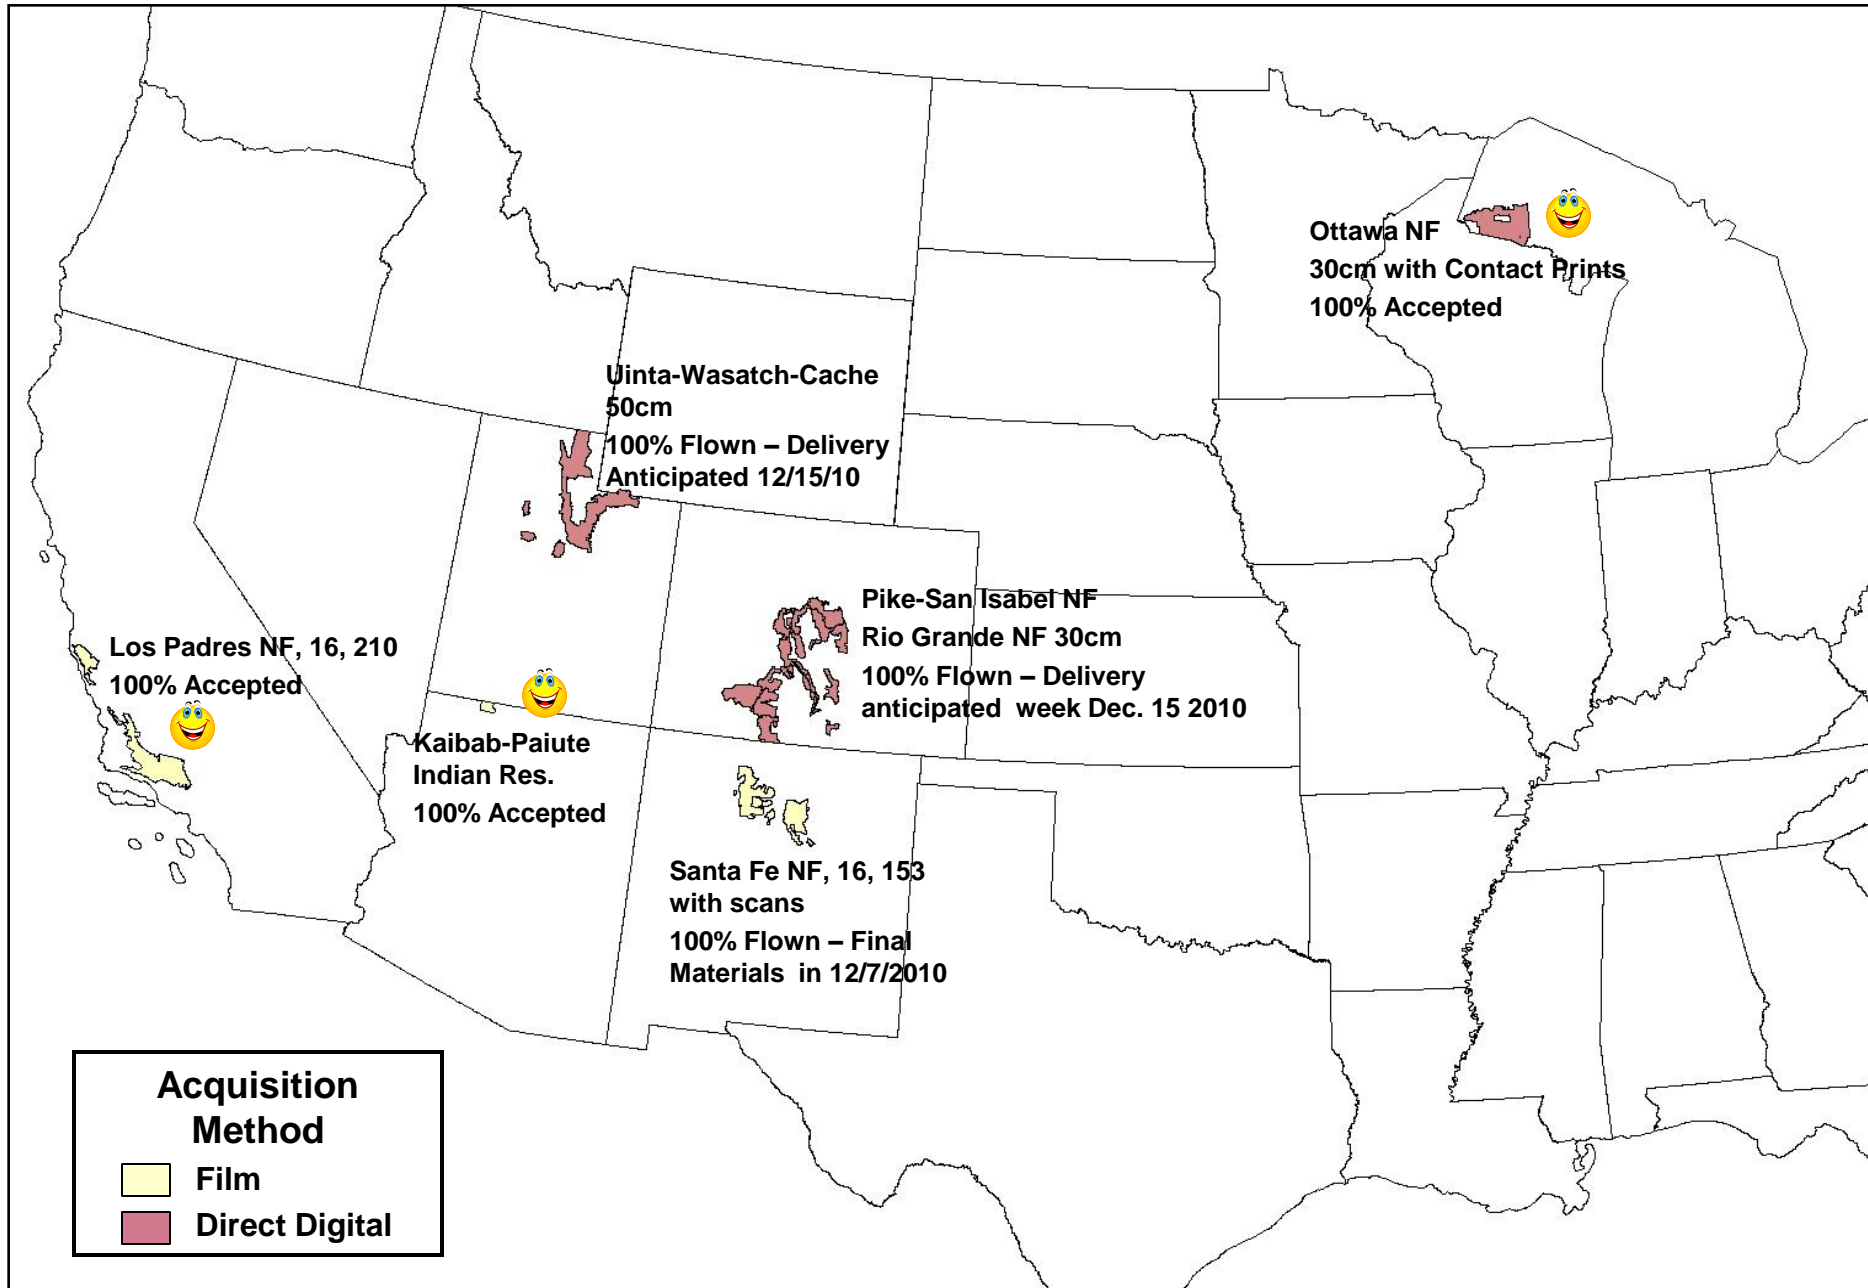 Ottawa NF
30cm with Contact Prints
100% Accepted
Uinta-Wasatch-Cache
50cm
100% Flown – Delivery
Anticipated 12/15/10
Pike-San Isabel NF
Rio Grande NF 30cm
100% Flown – Delivery
anticipated week Dec. 15 2010
Los Padres NF, 16, 210
100% Accepted
Kaibab-Paiute
Indian Res.
100% Accepted
Santa Fe NF, 16, 153
with scans
100% Flown – Final
Materials in 12/7/2010
Acquisition
Method
Film
Direct Digital